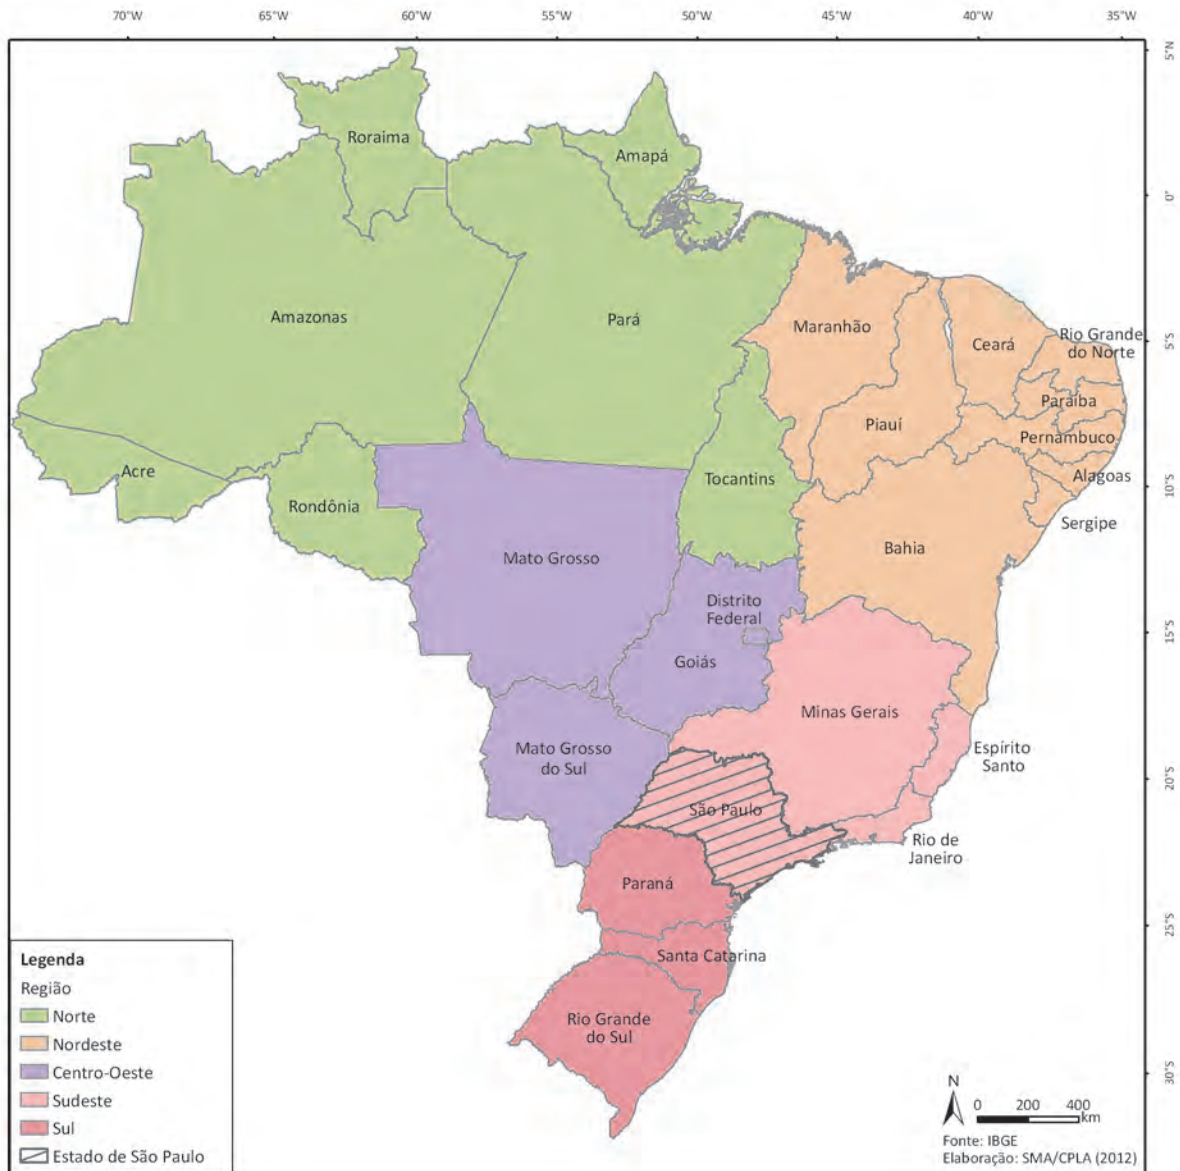 70°W 65°W 60°W 55°W 50°W 45°W 40°W 35°W
5°N
Roraima
Amapá
0°
Amazonas
Pará
Maranhão
Ceará
Rio Grande
do Norte
5°S
Paraíba
Piauí
Pernambuco
Acre
Alagoas
Tocantins
10°S
Rondônia
Sergipe
Bahia
Mato Grosso
Distrito
Federal
15°S
Goiás
Minas Gerais
Mato Grosso
do Sul
Espírito
Santo
20°S
São Paulo
Rio de
Janeiro
Paraná
25°S
Santa Catarina
Rio Grande
do Sul
30°S
Legenda
Região
Norte
Nordeste
Centro-Oeste
Sudeste
Sul
Estado de São Paulo
N
0 200 400
km
Fonte: IBGE
Elaboração: SMA/CPLA (2012)